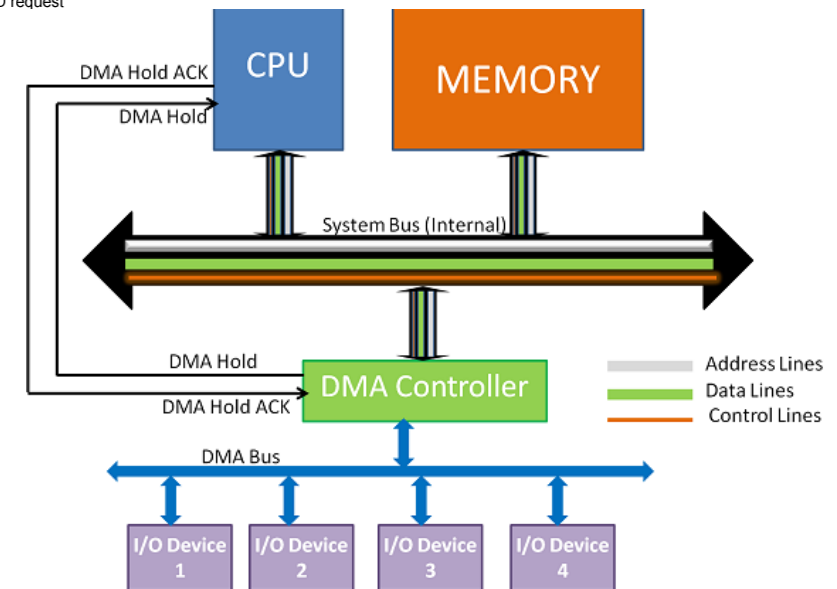 O request
CPU
MEMORY
DMA Hold ACK
DMA Hold
System Bus (Internal)
DMA Hold
DMA Controller
DMA Hold ACK
Address Lines
Data Lines
Control Lines
DMA Bus
I/O Device
1
I/O Device
2
I/O Device
3
I/O Device
4